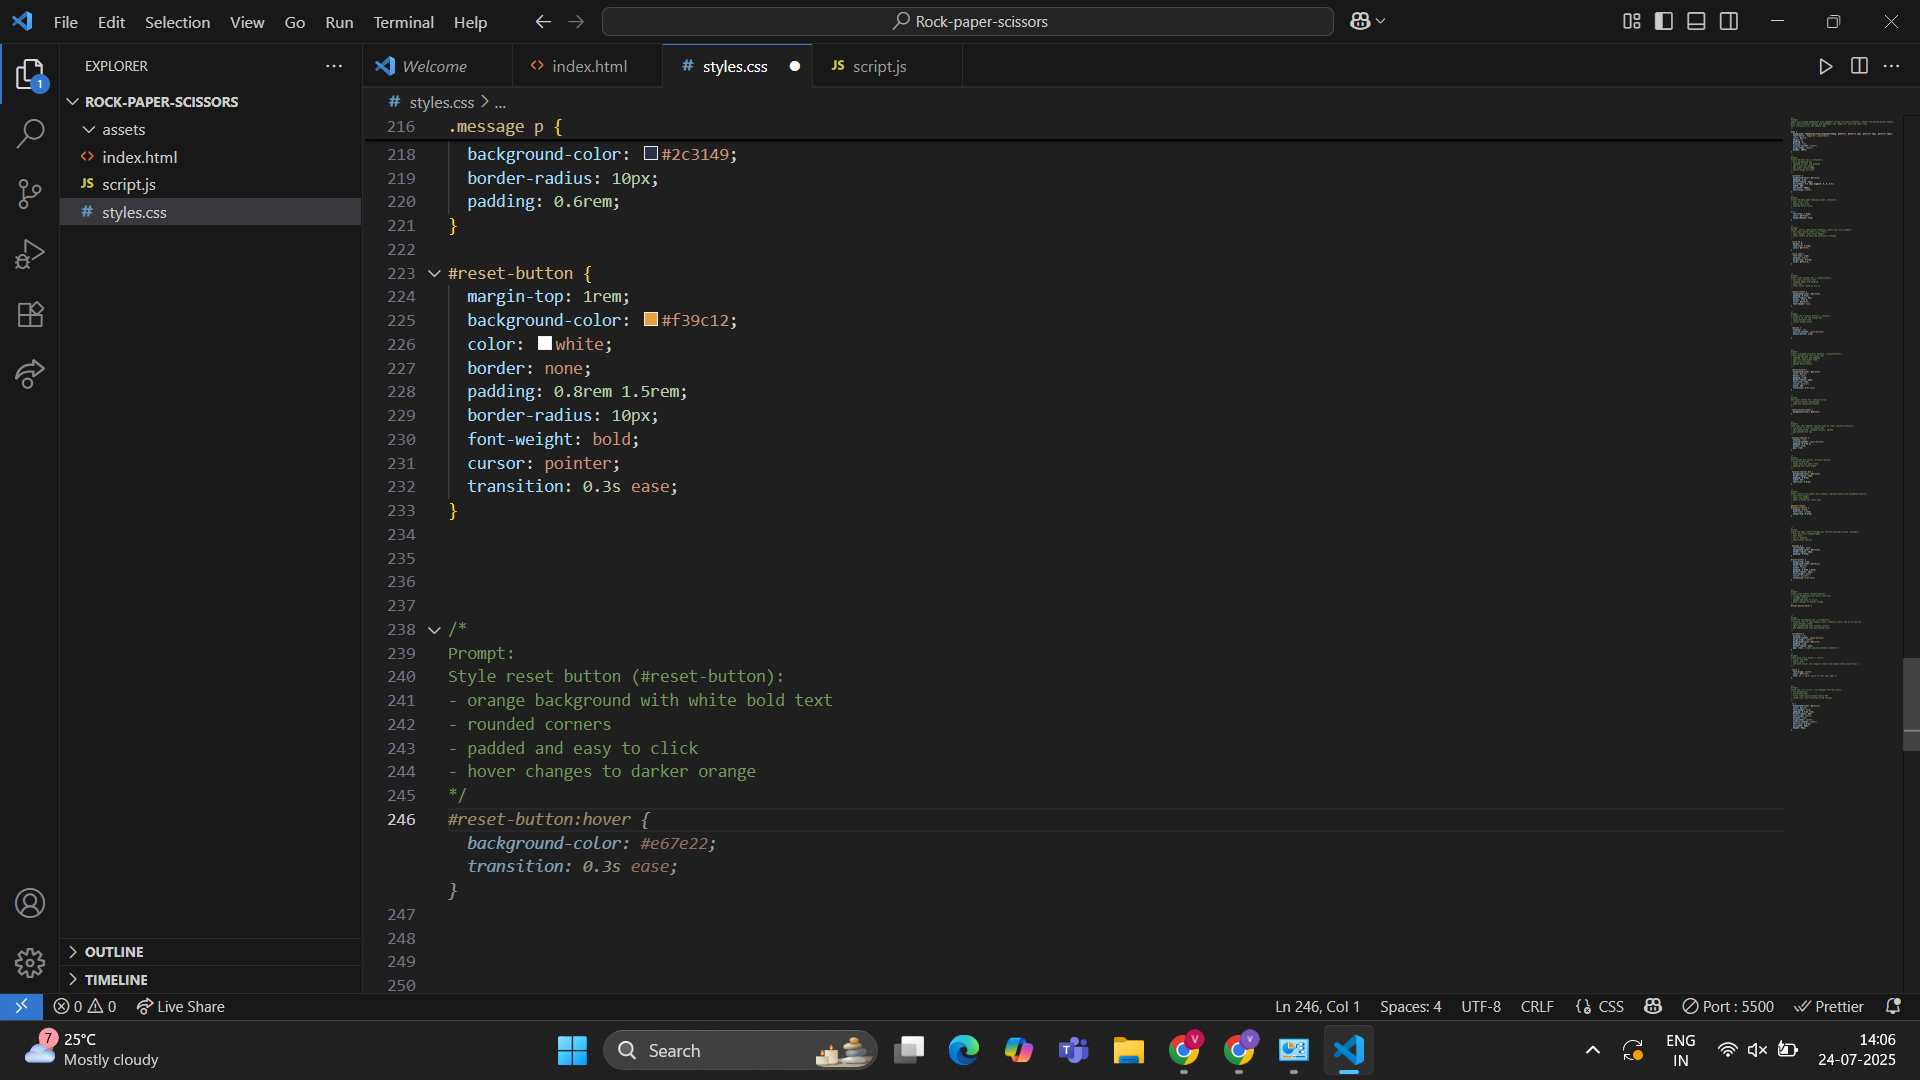 File Edit Selection View Go Run Terminal Help
Rock-paper-scissors
EXPLORER
ROCK-PAPER-SCISSORS
assets
index.html
JS script.js
# styles.css
OUTLINE
TIMELINE
1
Welcome
<> index.html
# styles.css
JS script.js
# styles.css > ...
216 .message p {
218 background-color: #2c3149;
219 border-radius: 10px;
220 padding: 0.6rem;
221 }
222
223 #reset-button {
224 margin-top: 1rem;
225 background-color: #f39c12;
226 color: white;
227 border: none;
228 padding: 0.8rem 1.5rem;
229 border-radius: 10px;
230 font-weight: bold;
231 cursor: pointer;
232 transition: 0.3s ease;
233 }
234
235
236
237
238 /*
239 Prompt:
240 Style reset button (#reset-button):
241 - orange background with white bold text
242 - rounded corners
243 - padded and easy to click
244 - hover changes to darker orange
245 */
246 #reset-button:hover {
background-color: #e67e22;
transition: 0.3s ease;
}
247
248
249
250
0 0 Live Share
Ln 246, Col 1 Spaces: 4 UTF-8 CRLF {} CSS Port : 5500 Prettier
7
25°C
Mostly cloudy
Search
ENG
IN
14:06
24-07-2025